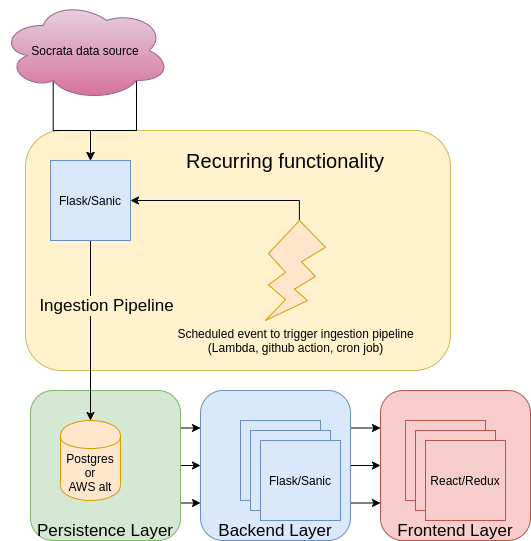 Socrata data source
Recurring functionality
Flask/Sanic
Ingestion Pipeline
Scheduled event to trigger ingestion pipeline
(Lambda, github action, cron job)
Postgres
or
AWS alt
Persistence Layer
Flask/Sanic
Backend Layer
React/Redux
Frontend Layer